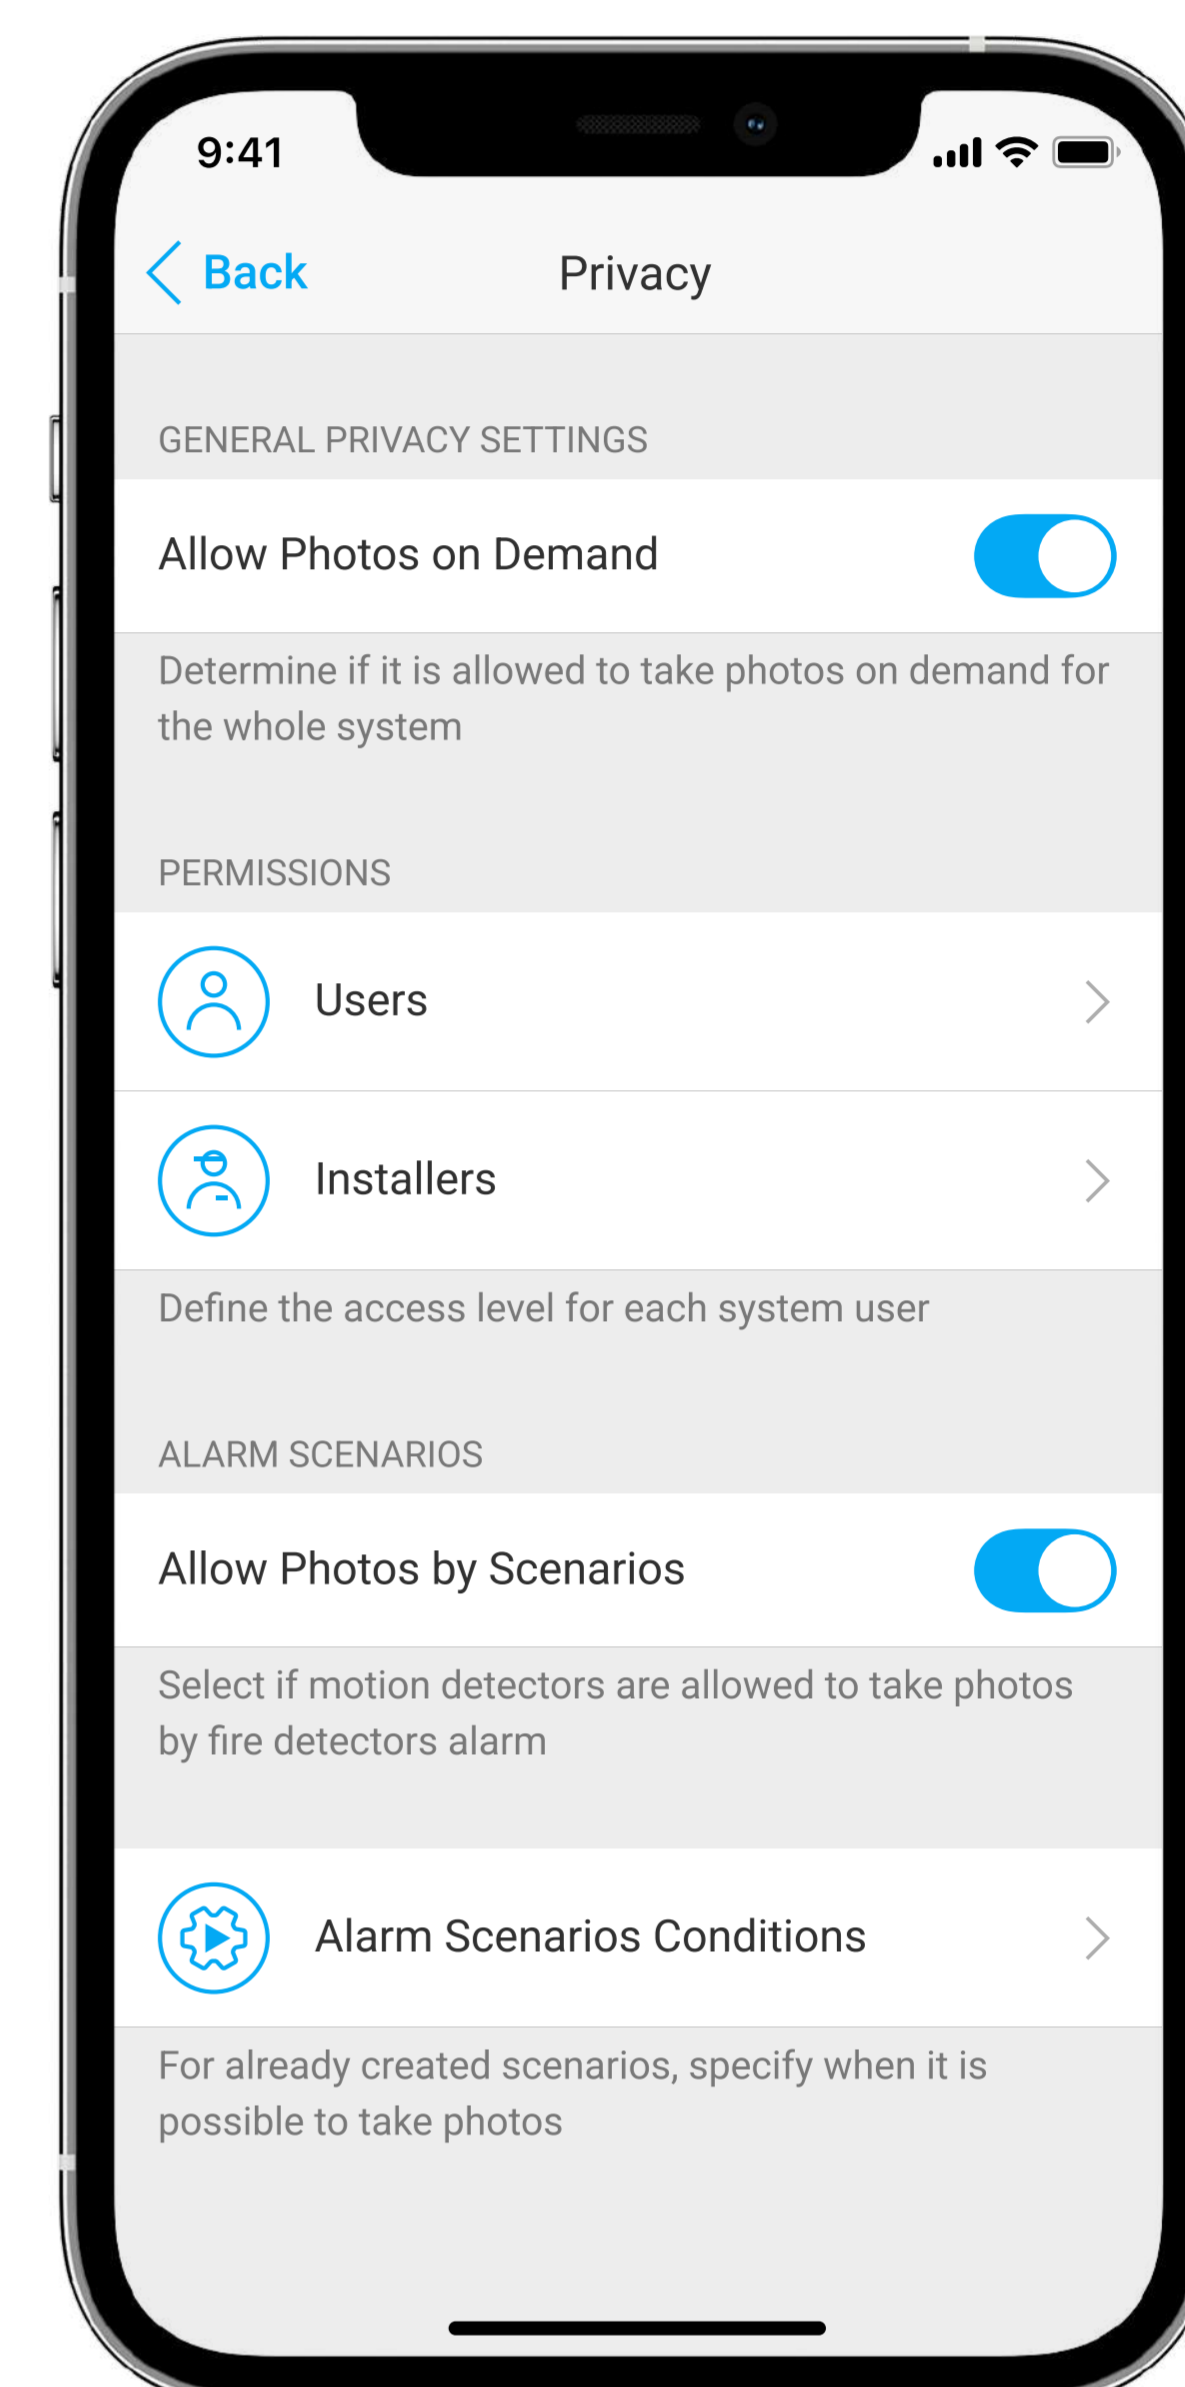 9:41
Back
Privacy
GENERAL PRIVACY SETTINGS
Allow Photos on Demand
Determine if it is allowed to take photos on demand for
the whole system
PERMISSIONS
Users
Installers
Define the access level for each system user
ALARM SCENARIOS
Allow Photos by Scenarios
Select if motion detectors are allowed to take photos
by fire detectors alarm
Alarm Scenarios Conditions
For already created scenarios, specify when it is
possible to take photos